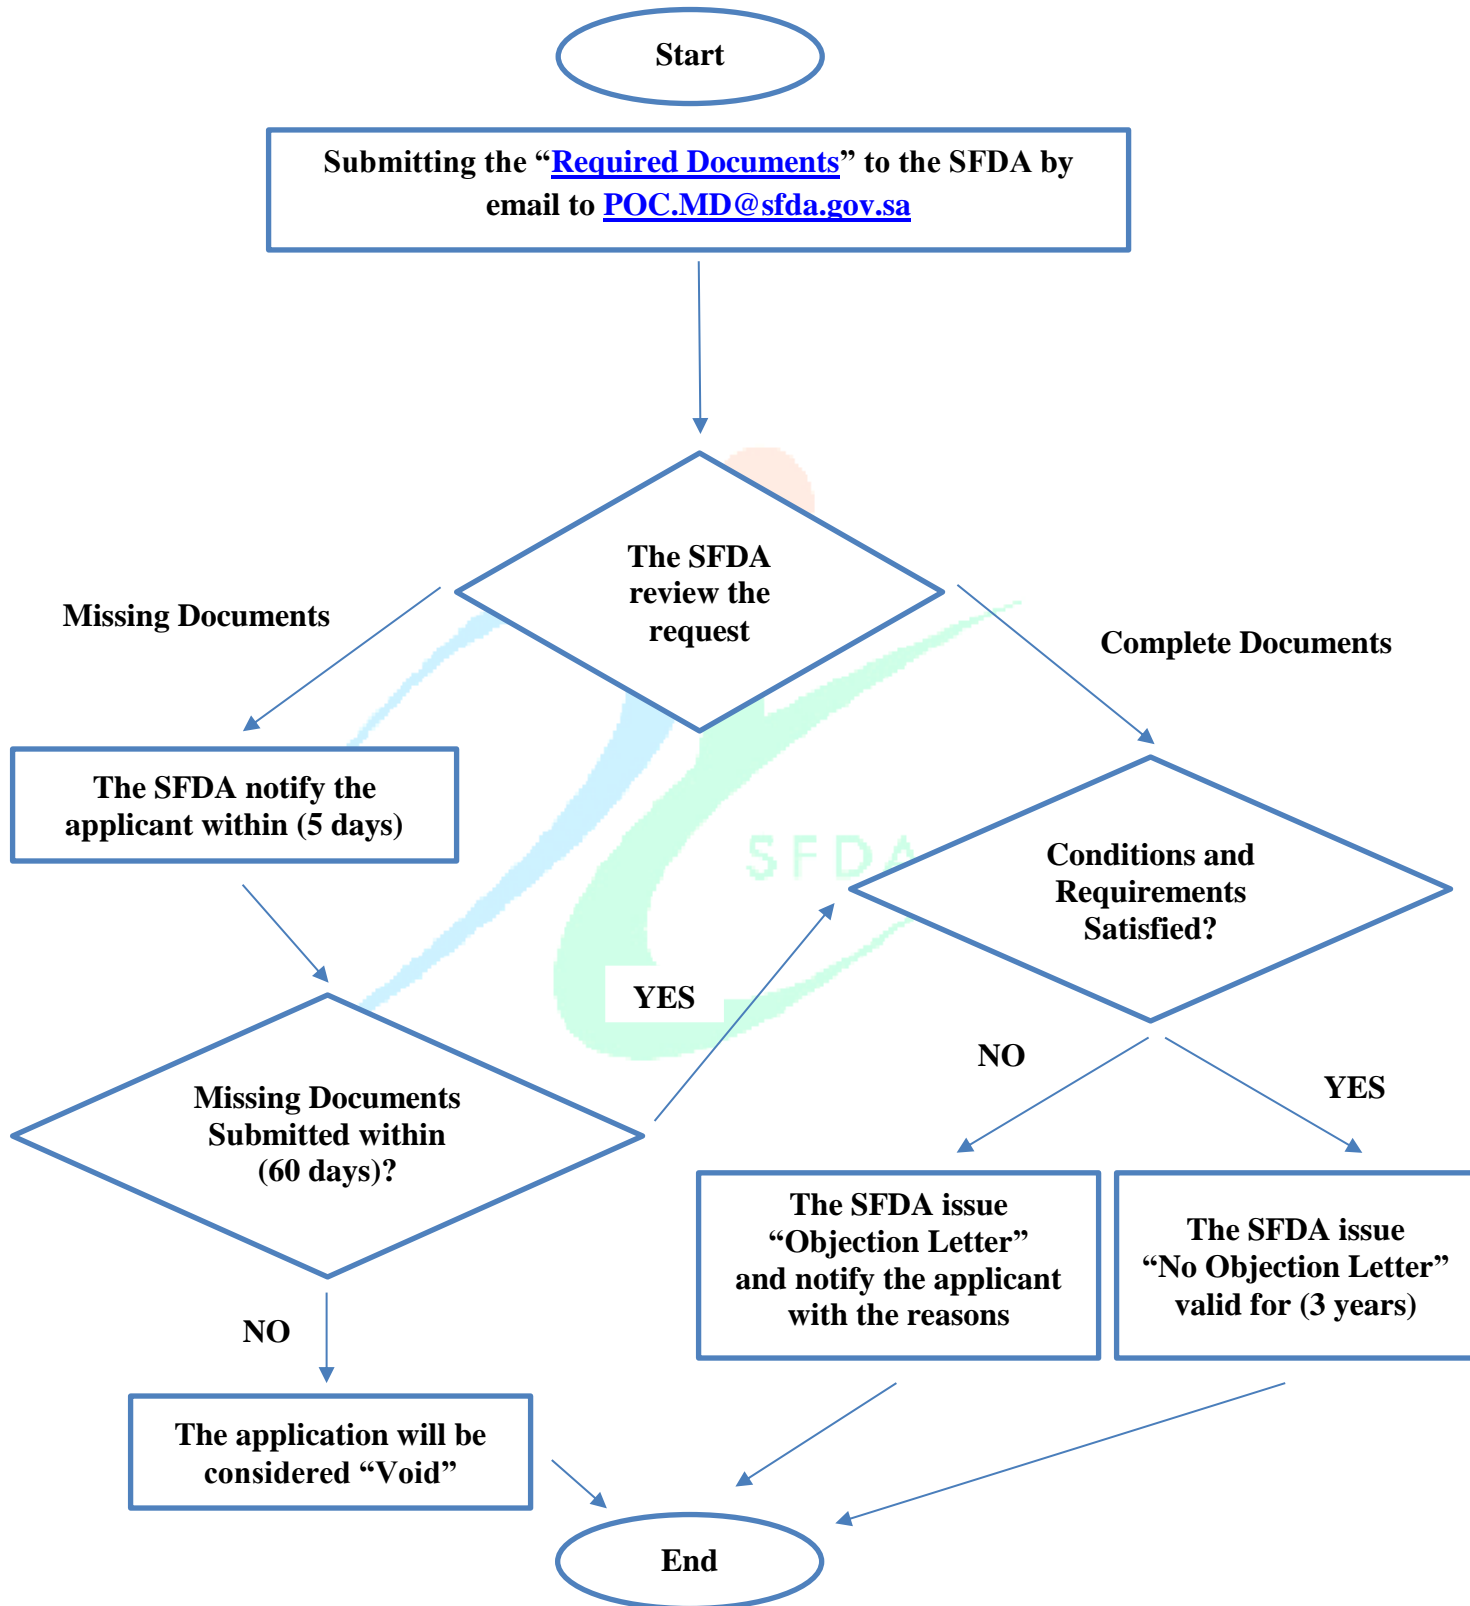 Start
Submitting the “Required Documents” to the SFDA by
email to POC.MD@sfda.gov.sa
The SFDA
review the
request
Missing Documents
Complete Documents
The SFDA notify the
applicant within (5 days)
SFDA
Conditions and
Requirements
Satisfied?
YES
Missing Documents
Submitted within
(60 days)?
NO
YES
The SFDA issue
“Objection Letter”
and notify the applicant
with the reasons
The SFDA issue
“No Objection Letter”
valid for (3 years)
NO
The application will be
considered “Void”
End